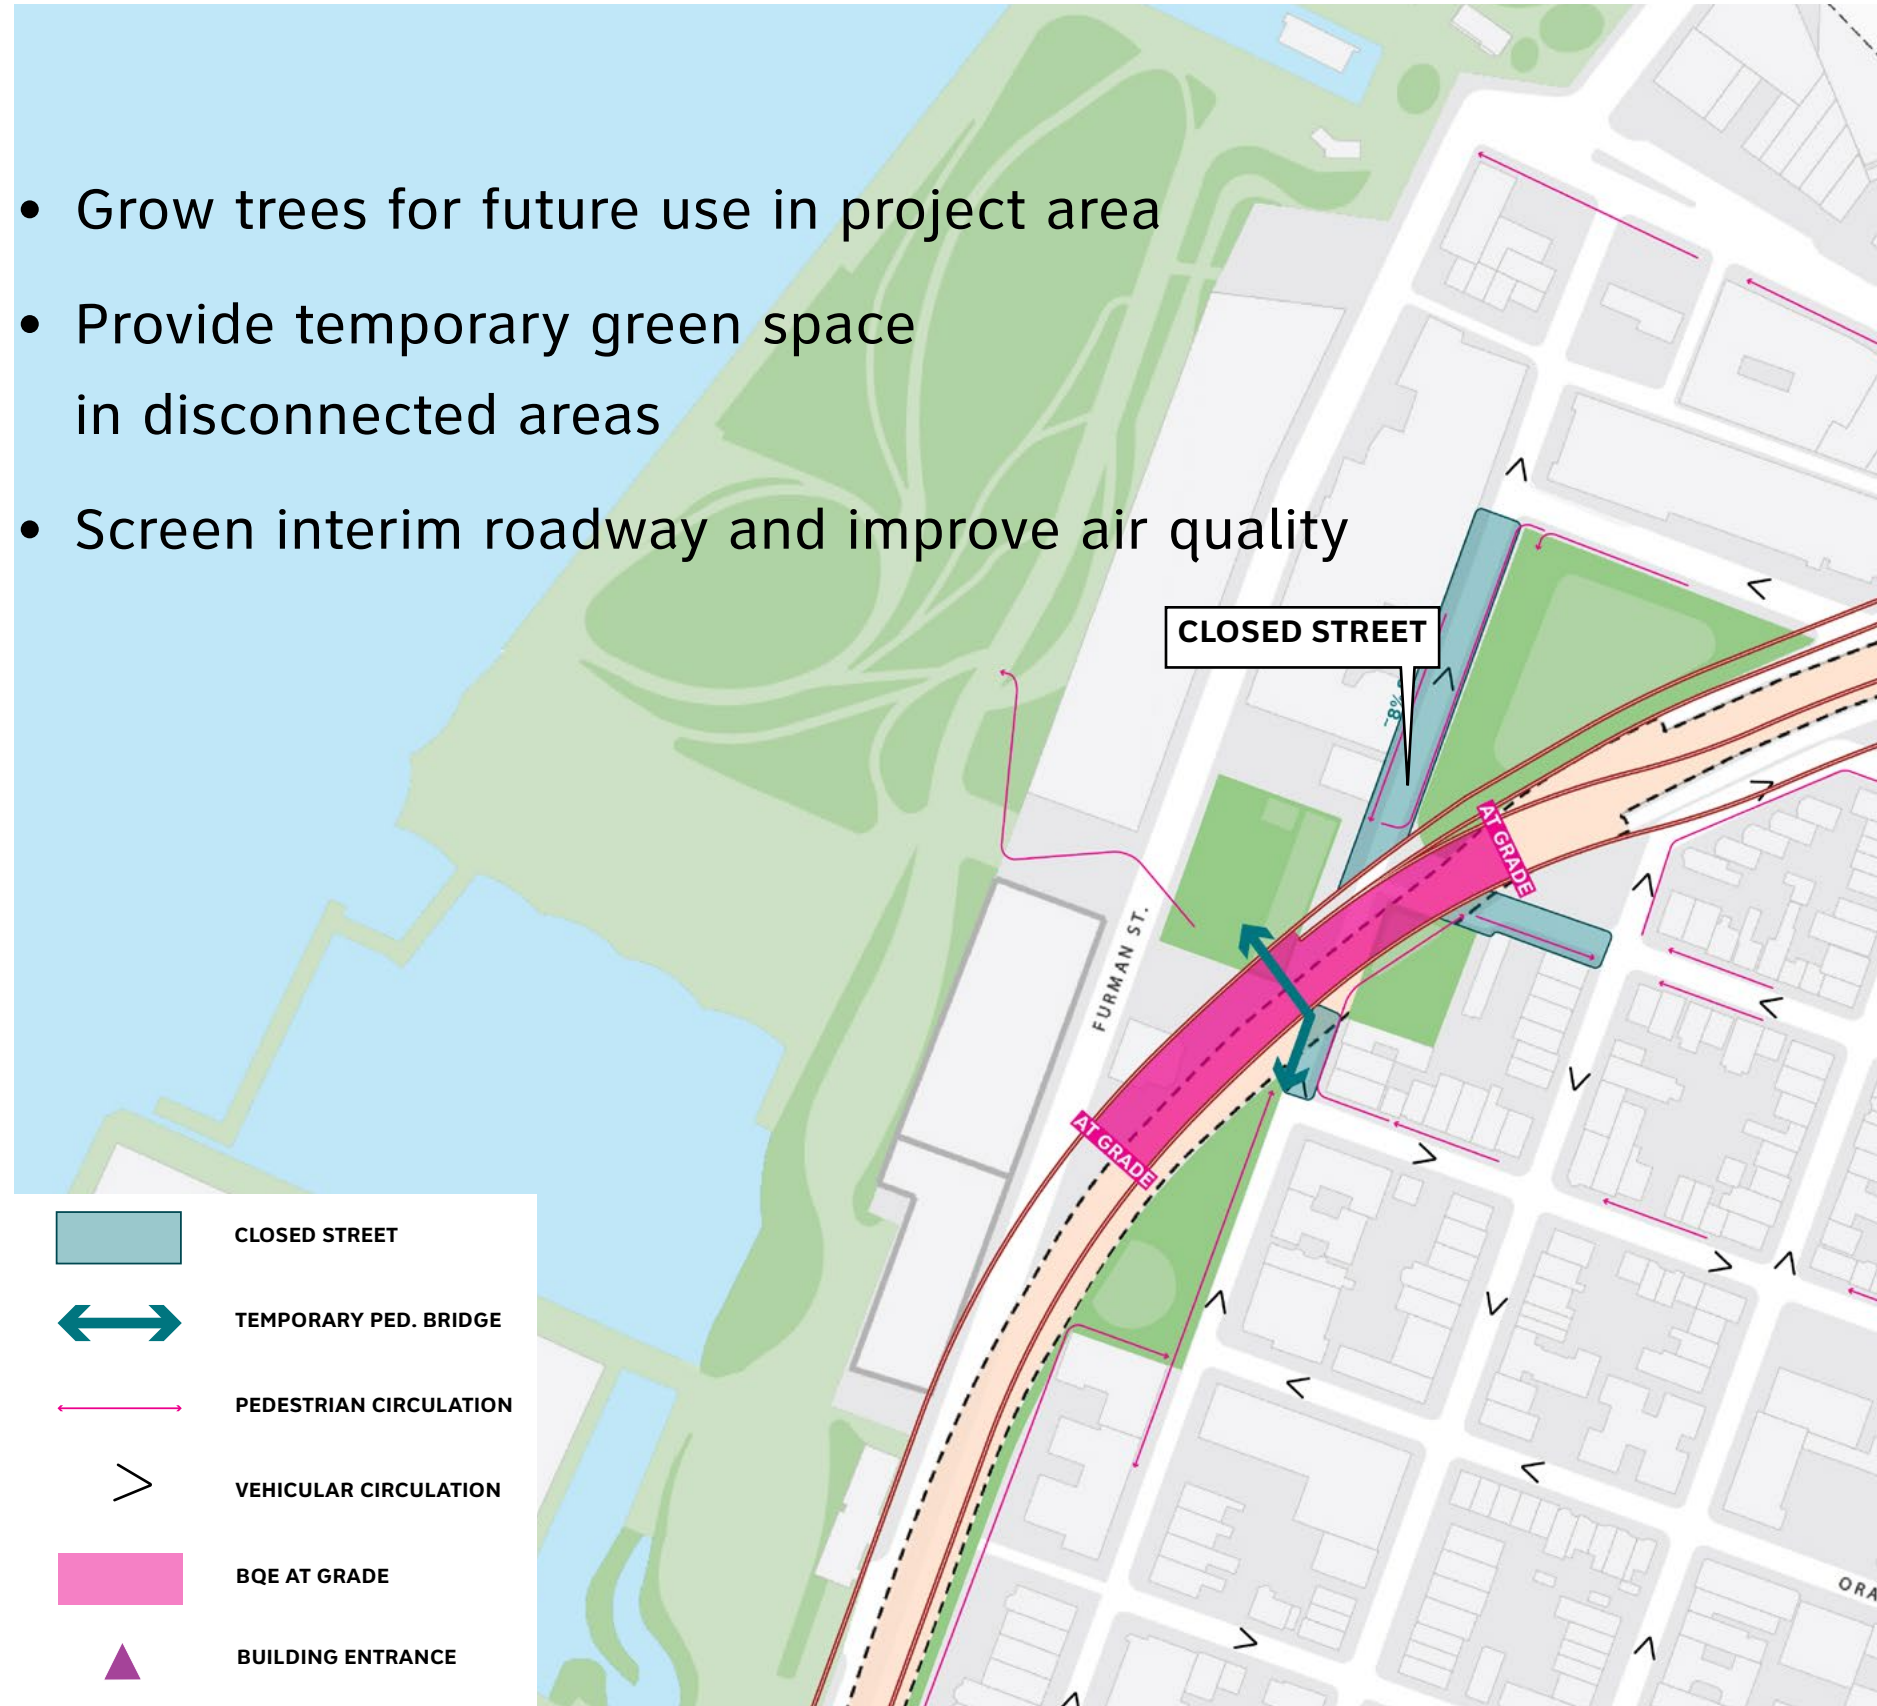 • Grow trees for future use in project area
• Provide temporary green space
in disconnected areas
• Screen interim roadway and improve air quality
CLOSED STREET
~8%
AT GRADE
FURMAN ST.
AT GRADE
CLOSED STREET
TEMPORARY PED. BRIDGE
PEDESTRIAN CIRCULATION
VEHICULAR CIRCULATION
BQE AT GRADE
BUILDING ENTRANCE
ORA